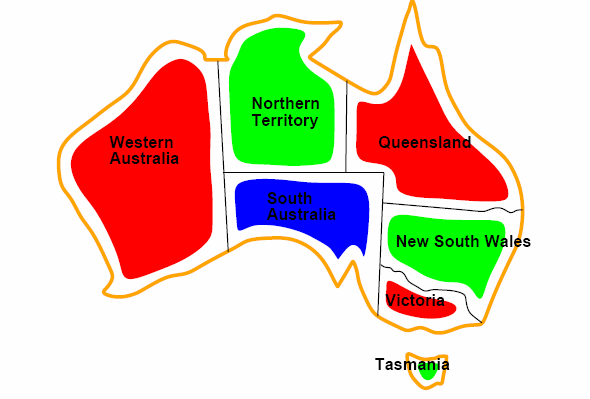 Northern
Territory
Western
Australia
Queensland
South
Australia
New South Wales
Victoria
Tasmania